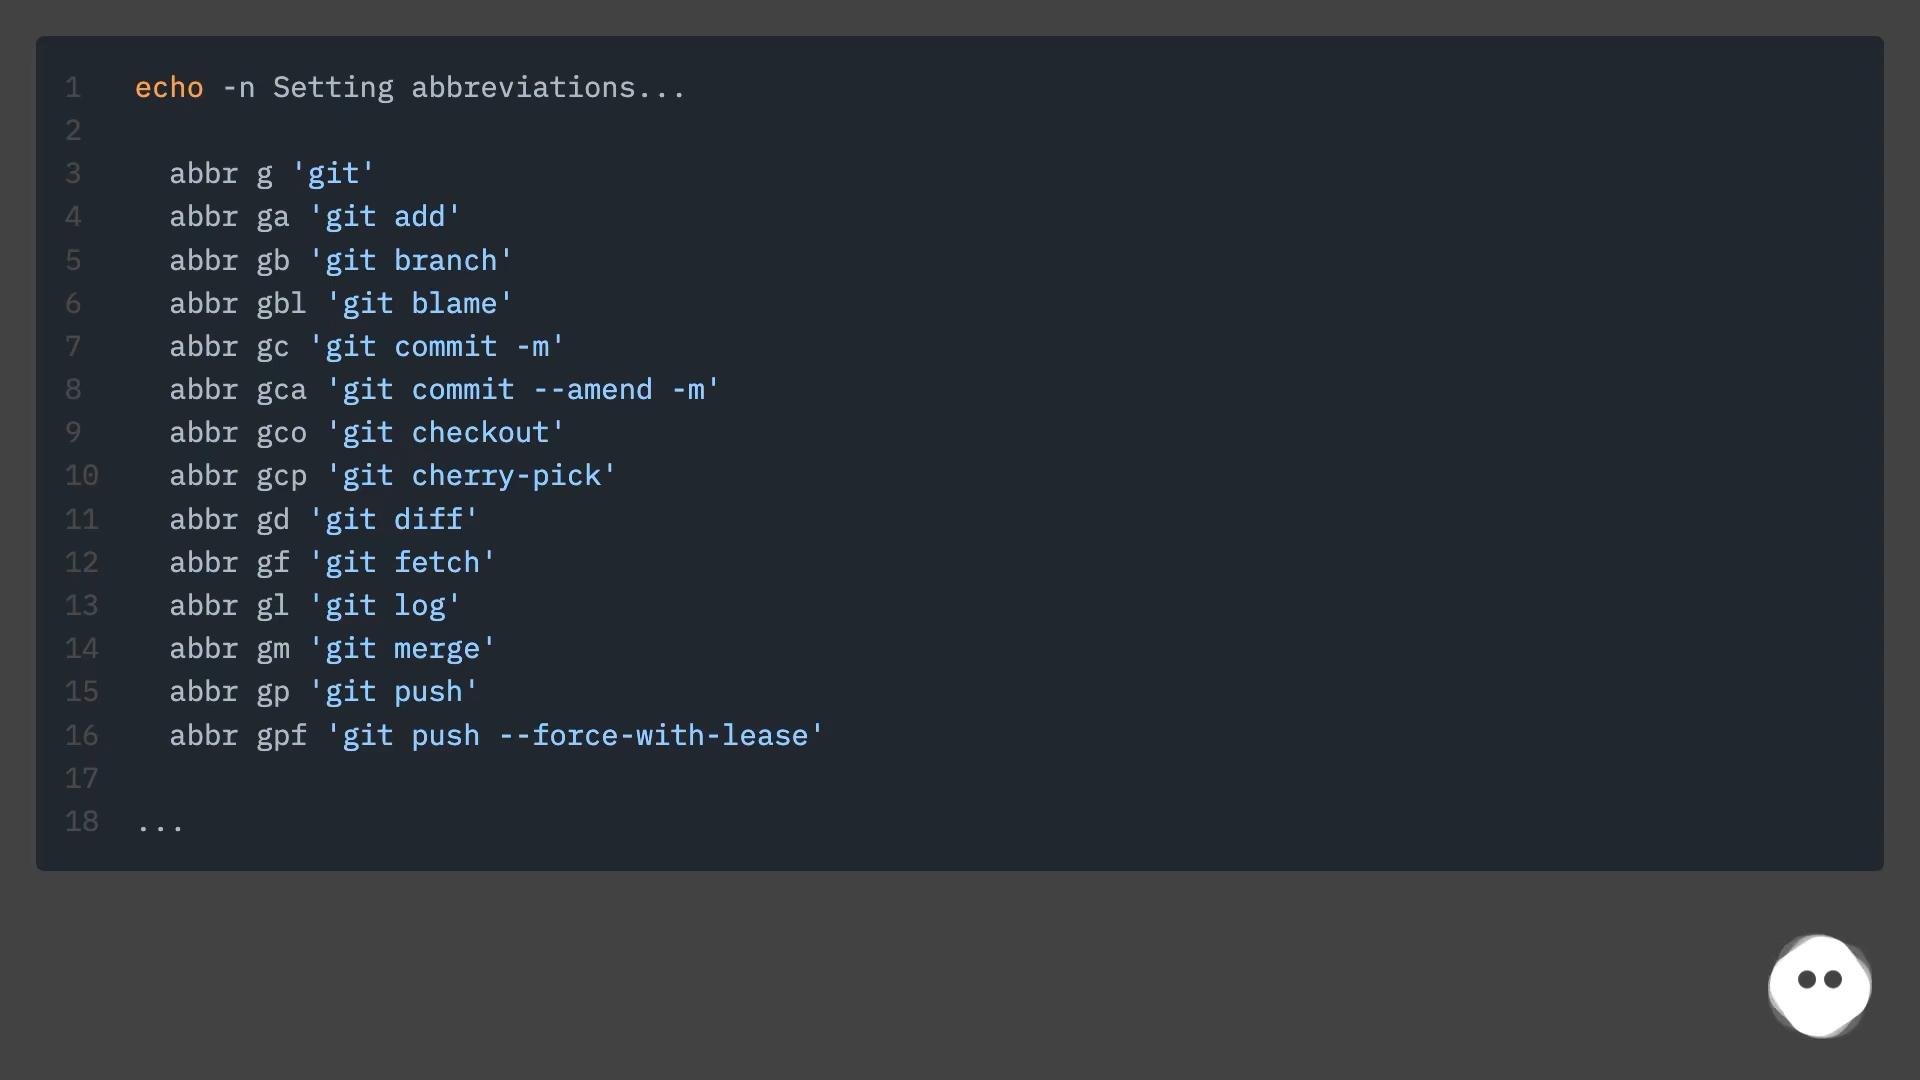 1 echo -n Setting abbreviations...
2
3 abbr g 'git'
4 abbr ga 'git add'
5 abbr gb 'git branch'
6 abbr gbl 'git blame'
7 abbr gc 'git commit -m'
8 abbr gca 'git commit --amend -m'
9 abbr gco 'git checkout'
10 abbr gcp 'git cherry-pick'
11 abbr gd 'git diff'
12 abbr gf 'git fetch'
13 abbr gl 'git log'
14 abbr gm 'git merge'
15 abbr gp 'git push'
16 abbr gpf 'git push --force-with-lease'
17
18 ...